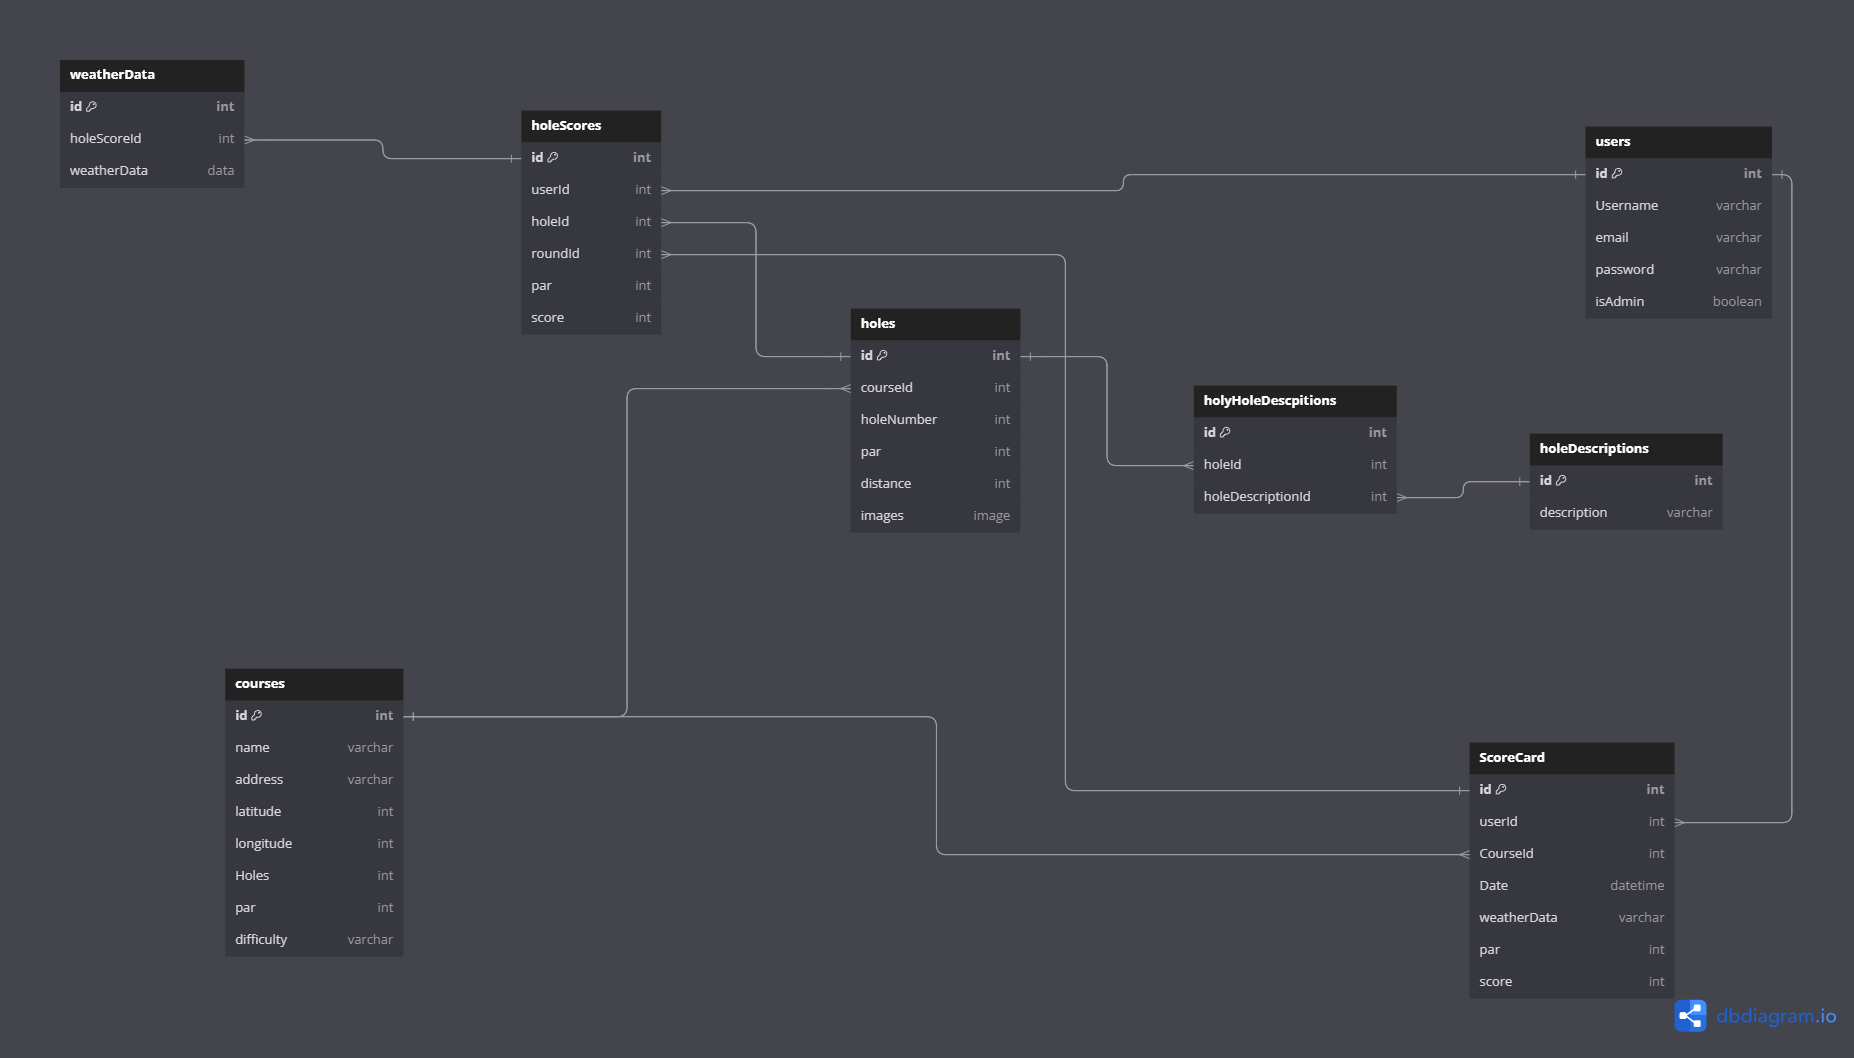 weatherData
id int
holeScoreId int
weatherData data
holeScores
id int
userId int
holeId int
roundId int
par int
score int
users
id int
Username varchar
email varchar
password varchar
isAdmin boolean
holes
id int
courseId int
holeNumber int
par int
distance int
images image
holyHoleDescpitions
id int
holeId int
holeDescriptionId int
holeDescriptions
id int
description varchar
courses
id int
name varchar
address varchar
latitude int
longitude int
Holes int
par int
difficulty varchar
ScoreCard
id int
userId int
CourseId int
Date datetime
weatherData varchar
par int
score int
dbdiagram.io